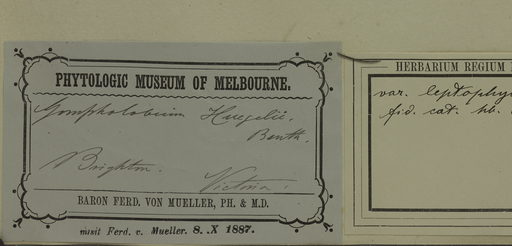 PHYTOLOGIC MUSEUM OF MELBOURNE.
Gompholobium Huegelii.
Benth.
Brighton.
Victoria.
BARON FERD. VON MUELLER, PH. & M.D.
misit Ferd. v. Mueller. 8. X 1887.
HERBARIUM REGIUM
var. leptophy
fid. cat. hb.